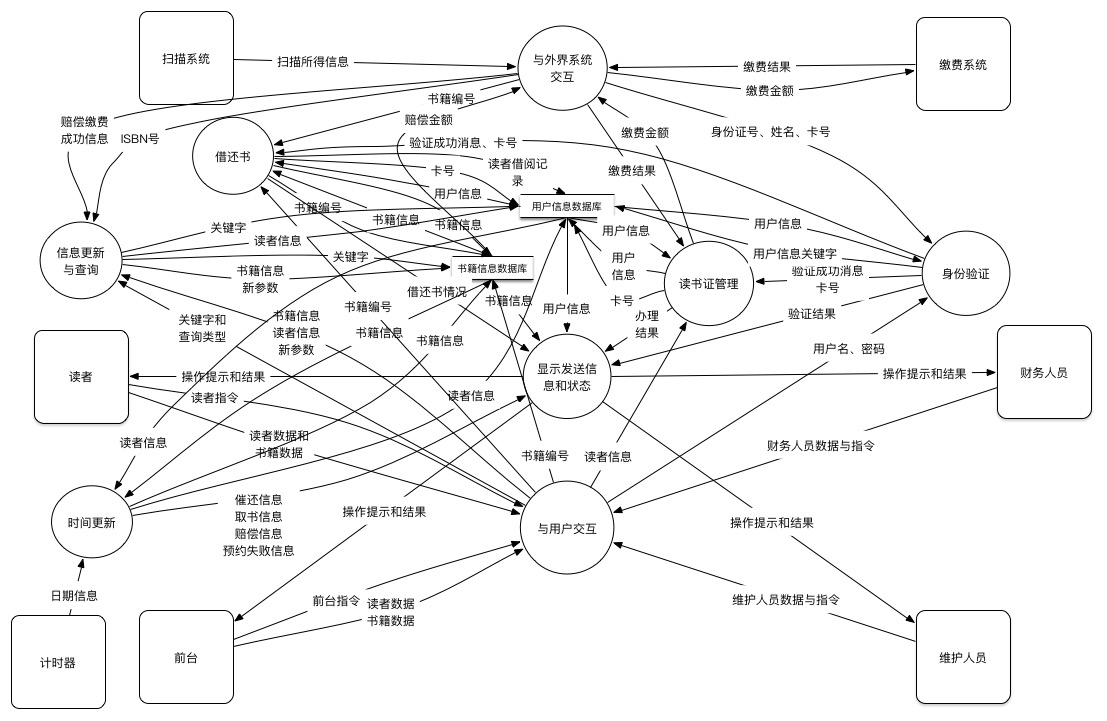 扫描系统
扫描所得信息
与外界系统
交互
缴费结果
缴费金额
缴费系统
书籍编号
赔偿金额
赔偿缴费
成功信息
ISBN号
借还书
验证成功消息、卡号
缴费金额
身份证号、姓名、卡号
读者借阅记
录
卡号
用户信息
缴费结果
用户信息数据库
书籍编号
书籍信息
书籍信息
关键字
读者信息
信息更新
与查询
关键字
书籍信息
新参数
书籍信息数据库
用户信息
用户
信息
用户信息
用户信息关键字
验证成功消息
卡号
身份验证
读书证管理
借还书情况
书籍信息
书籍编号
用户信息
卡号
办理
结果
验证结果
关键字和
查询类型
书籍信息
读者信息
新参数
书籍信息
书籍信息
用户名、密码
读者
操作提示和结果
读者指令
显示发送信
息和状态
操作提示和结果
财务人员
读者信息
读者信息
读者数据和
书籍数据
书籍编号
读者信息
财务人员数据与指令
时间更新
催还信息
取书信息
赔偿信息
预约失败信息
操作提示和结果
与用户交互
操作提示和结果
日期信息
前台指令
读者数据
书籍数据
维护人员数据与指令
计时器
前台
维护人员